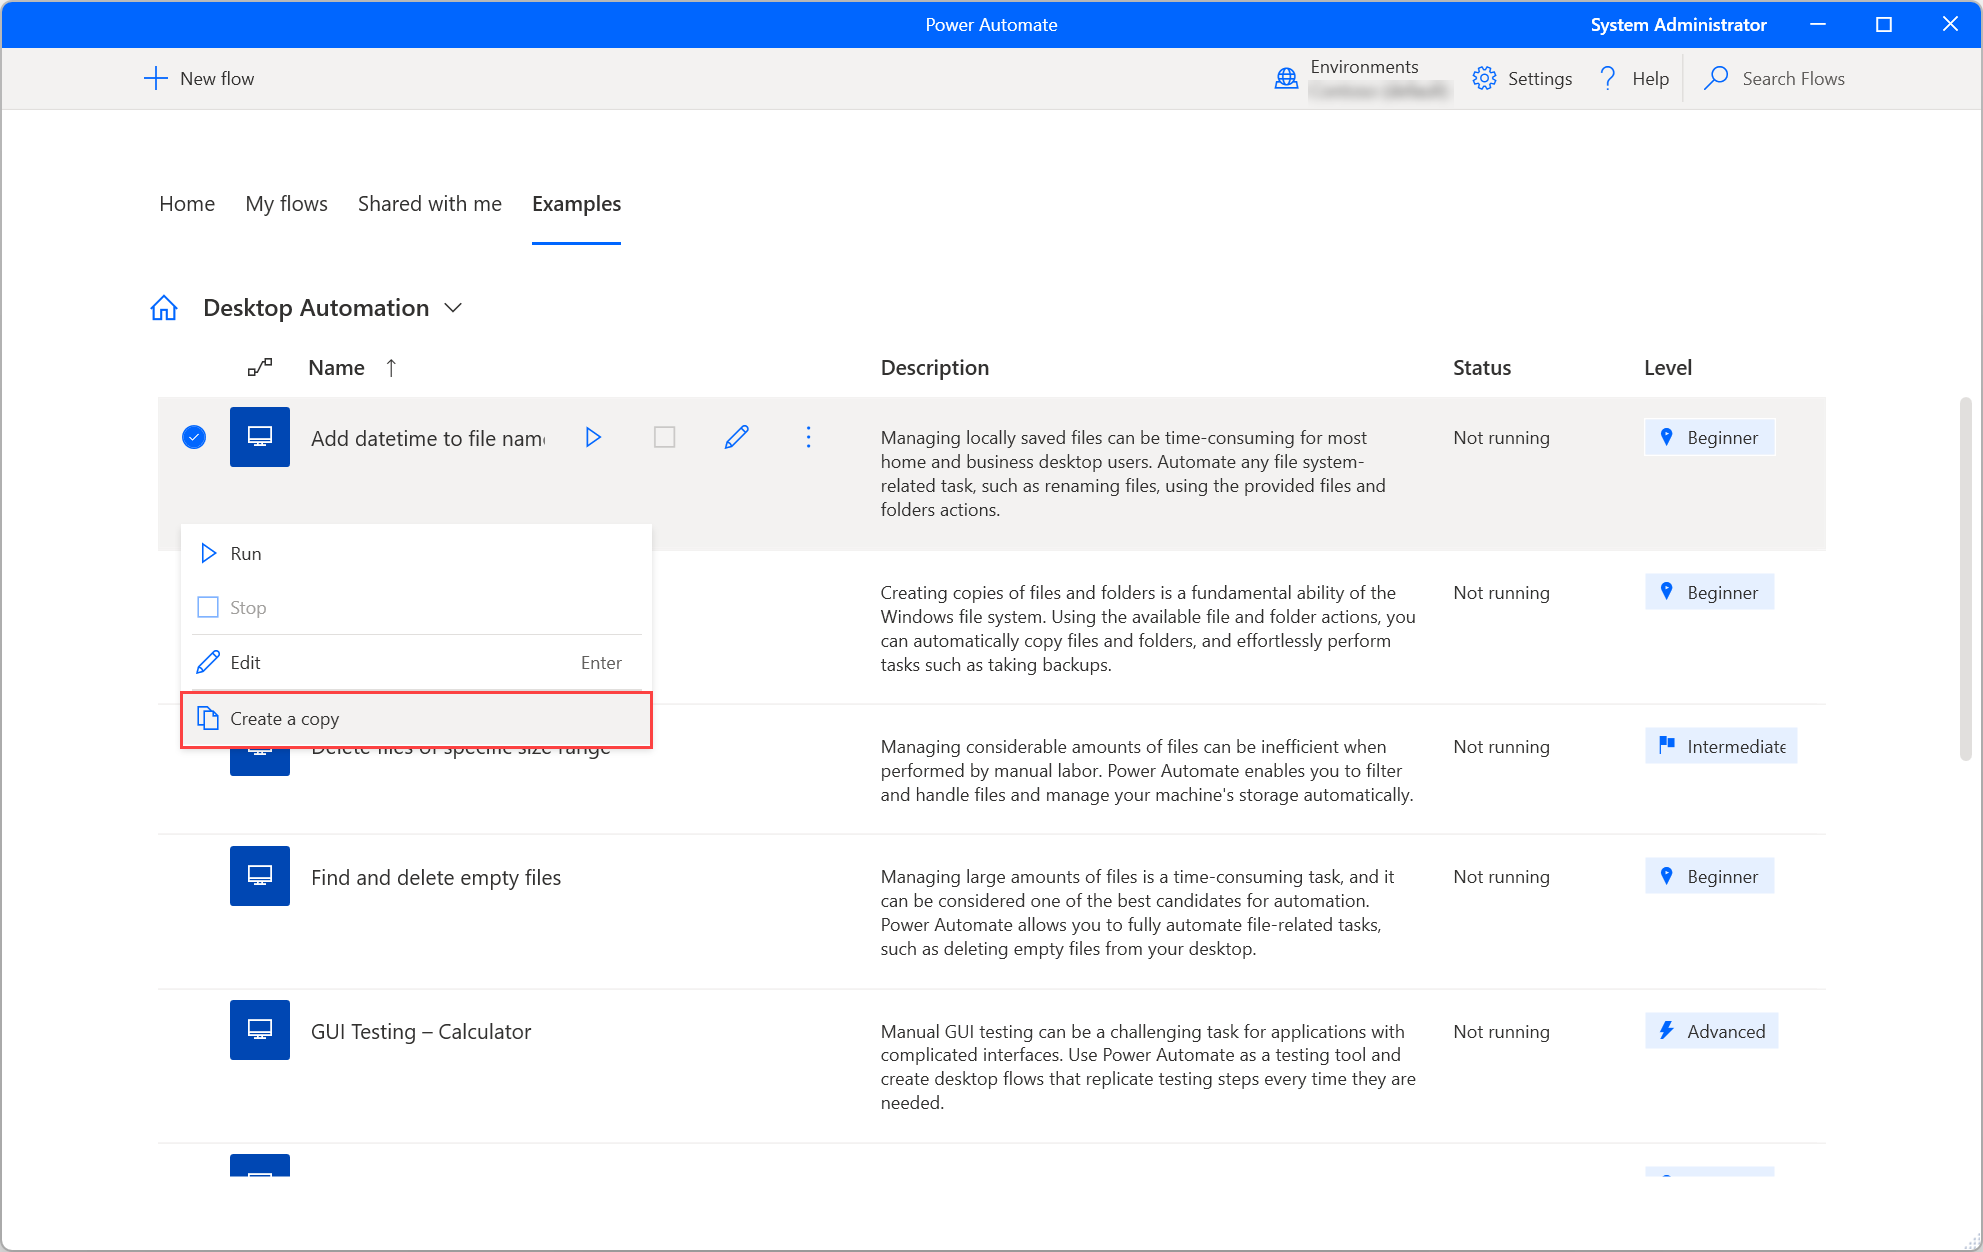 Power Automate
System Administrator
New flow
Environments
Settings
Help
Search Flows
Home
My flows
Shared with me
Examples
Desktop Automation
Name
Description
Status
Level
Add datetime to file name
Managing locally saved files can be time-consuming for most
home and business desktop users. Automate any file system-
related task, such as renaming files, using the provided files and
folders actions.
Not running
Beginner
Run
Stop
Edit
Enter
Create a copy
Creating copies of files and folders is a fundamental ability of the
Windows file system. Using the available file and folder actions, you
can automatically copy files and folders, and effortlessly perform
tasks such as taking backups.
Not running
Beginner
Delete files of specific size range
Managing considerable amounts of files can be inefficient when
performed by manual labor. Power Automate enables you to filter
and handle files and manage your machine's storage automatically.
Not running
Intermediate
Find and delete empty files
Managing large amounts of files is a time-consuming task, and it
can be considered one of the best candidates for automation.
Power Automate allows you to fully automate file-related tasks,
such as deleting empty files from your desktop.
Not running
Beginner
GUI Testing – Calculator
Manual GUI testing can be a challenging task for applications with
complicated interfaces. Use Power Automate as a testing tool and
create desktop flows that replicate testing steps every time they are
needed.
Not running
Advanced